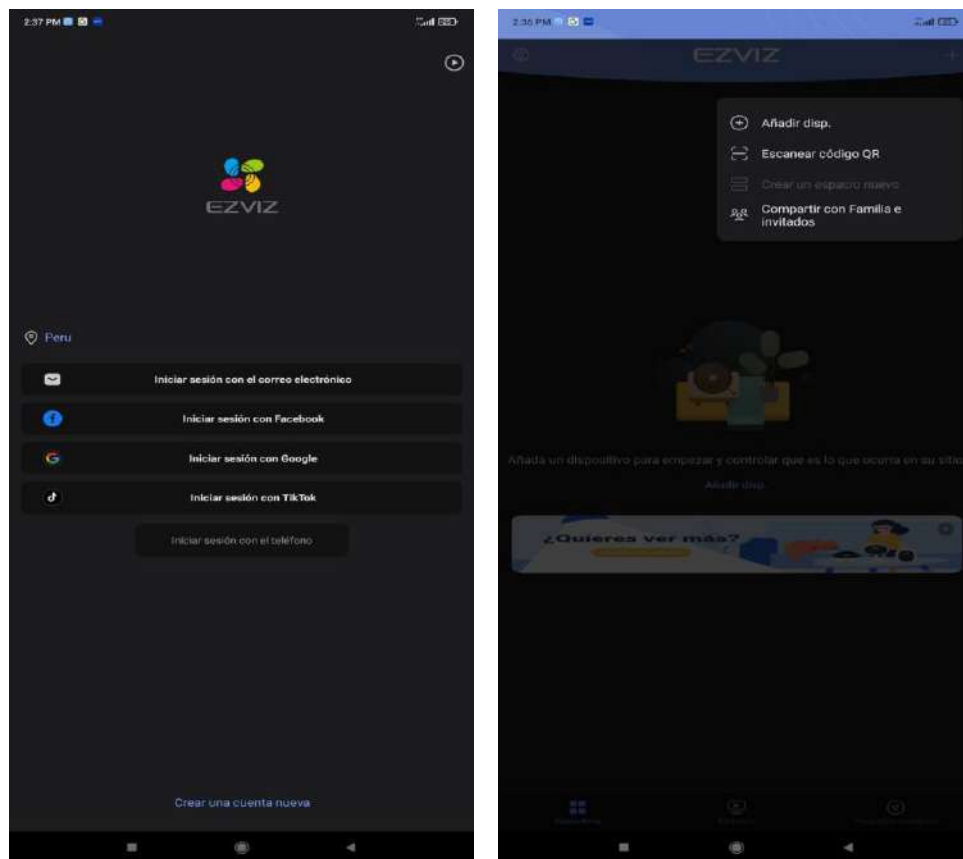 2:37 PM
EZVIZ
Peru
Iniciar sesión con el correo electrónico
Iniciar sesión con Facebook
Iniciar sesión con Google
Iniciar sesión con TikTok
Iniciar sesión con el teléfono
Crear una cuenta nueva
EZVIZ
Añadir disp.
Escanear código QR
Crear un espacio nuevo
Compartir con Familia e
invitados
Añada un dispositivo para empezar y controlar que es lo que ocurra en su sitio
Añadir disp.
¿Quieres ver más?